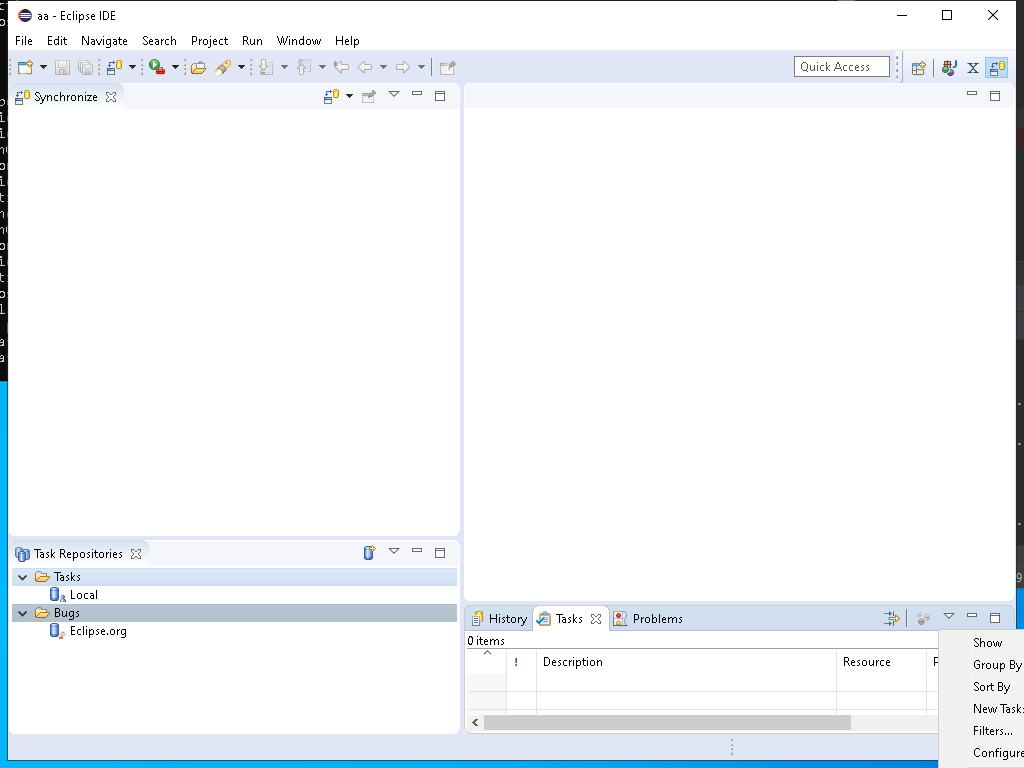 aa - Eclipse IDE
File Edit Navigate Search Project Run Window Help
Quick Access
Synchronize
Task Repositories
Tasks
Local
Bugs
Eclipse.org
History Tasks Problems
0 items
! Description Resource P
Show
Group By
Sort By
New Task
Filters...
Configure